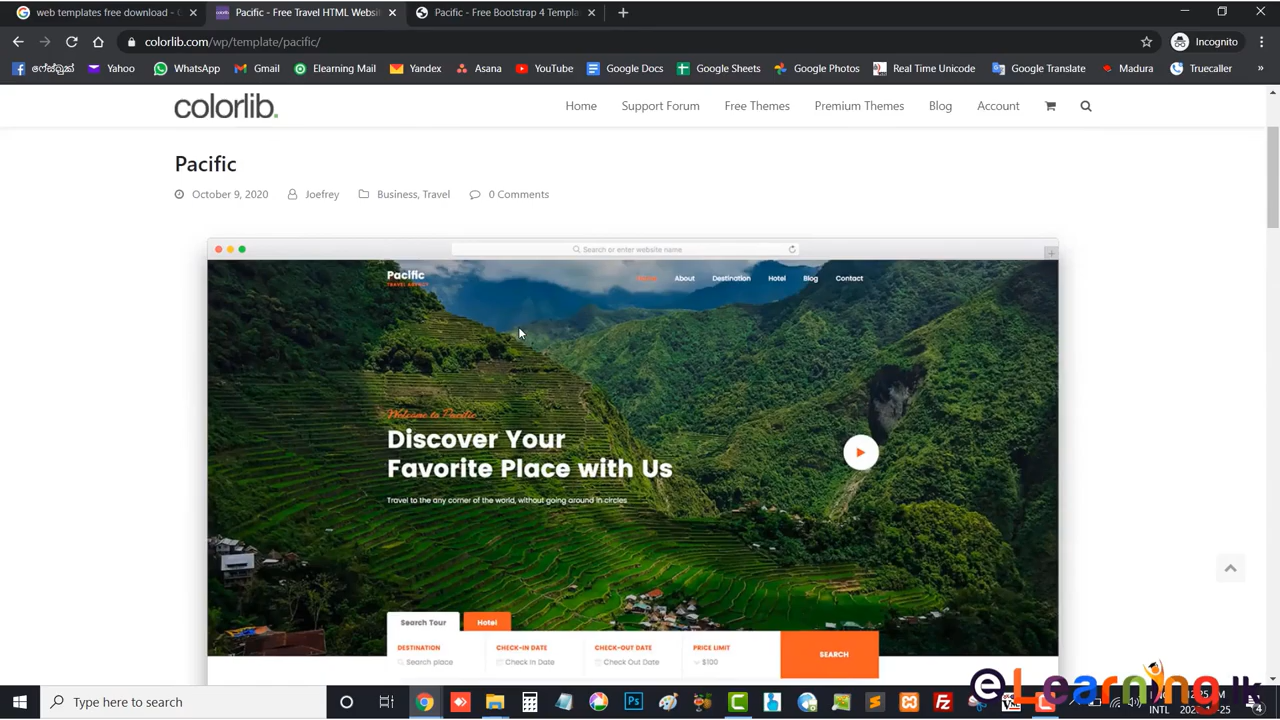 web templates free download - G
Pacific - Free Travel HTML Websi
Pacific - Free Bootstrap 4 Templa
colorlib.com/wp/template/pacific/
Incognito
ෆේස්බුක් Yahoo WhatsApp Gmail Elearning Mail Yandex Asana YouTube Google Docs Google Sheets Google Photos Real Time Unicode Google Translate Madura Truecaller »
colorlib. Home Support Forum Free Themes Premium Themes Blog Account
Pacific
October 9, 2020 Joefrey Business, Travel 0 Comments
Search or enter website name
Pacific
TRAVEL AGENCY
Home About Destination Hotel Blog Contact
Welcome to Pacific
Discover Your
Favorite Place with Us
Travel to the any corner of the world, without going around in circles
Search Tour Hotel
DESTINATION CHECK-IN DATE CHECK-OUT DATE PRICE LIMIT
Search place Check In Date Check Out Date $100
SEARCH
eLearning.lk
Type here to search
INTL